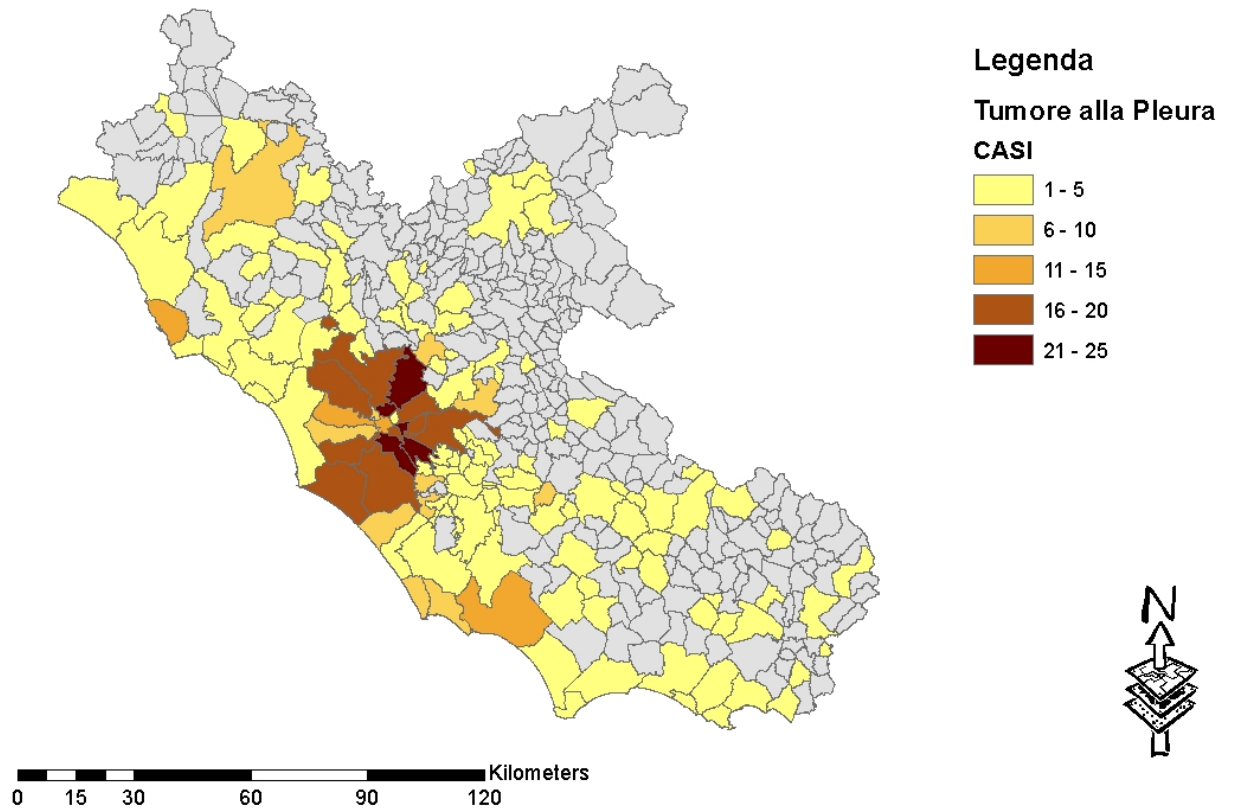 Legenda
Tumore alla Pleura
CASI
1 - 5
6 - 10
11 - 15
16 - 20
21 - 25
N
Kilometers
0 15 30 60 90 120